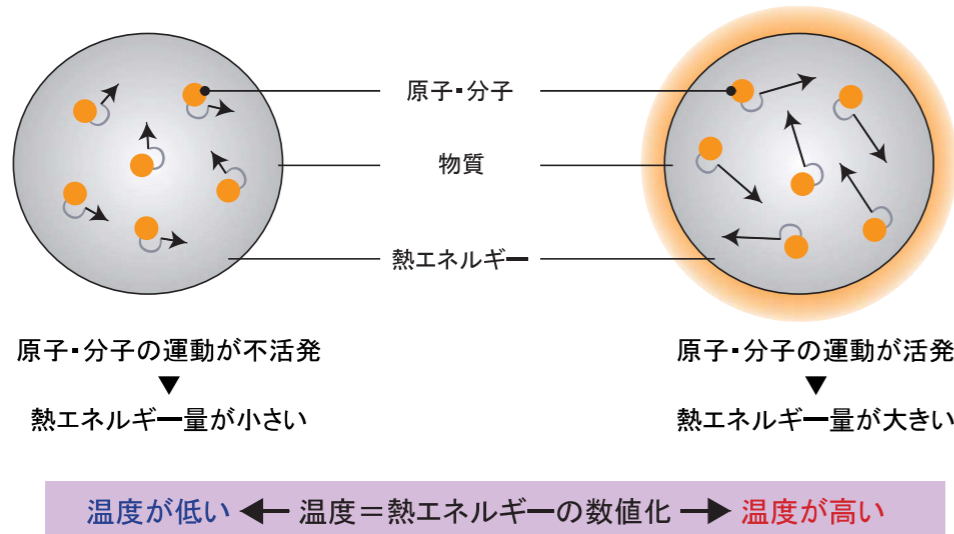 原子・分子
物質
熱エネルギー
原子・分子の運動が不活発
▼
熱エネルギー量が小さい
原子・分子の運動が活発
▼
熱エネルギー量が大きい
温度が低い ← 温度＝熱エネルギーの数値化 → 温度が高い